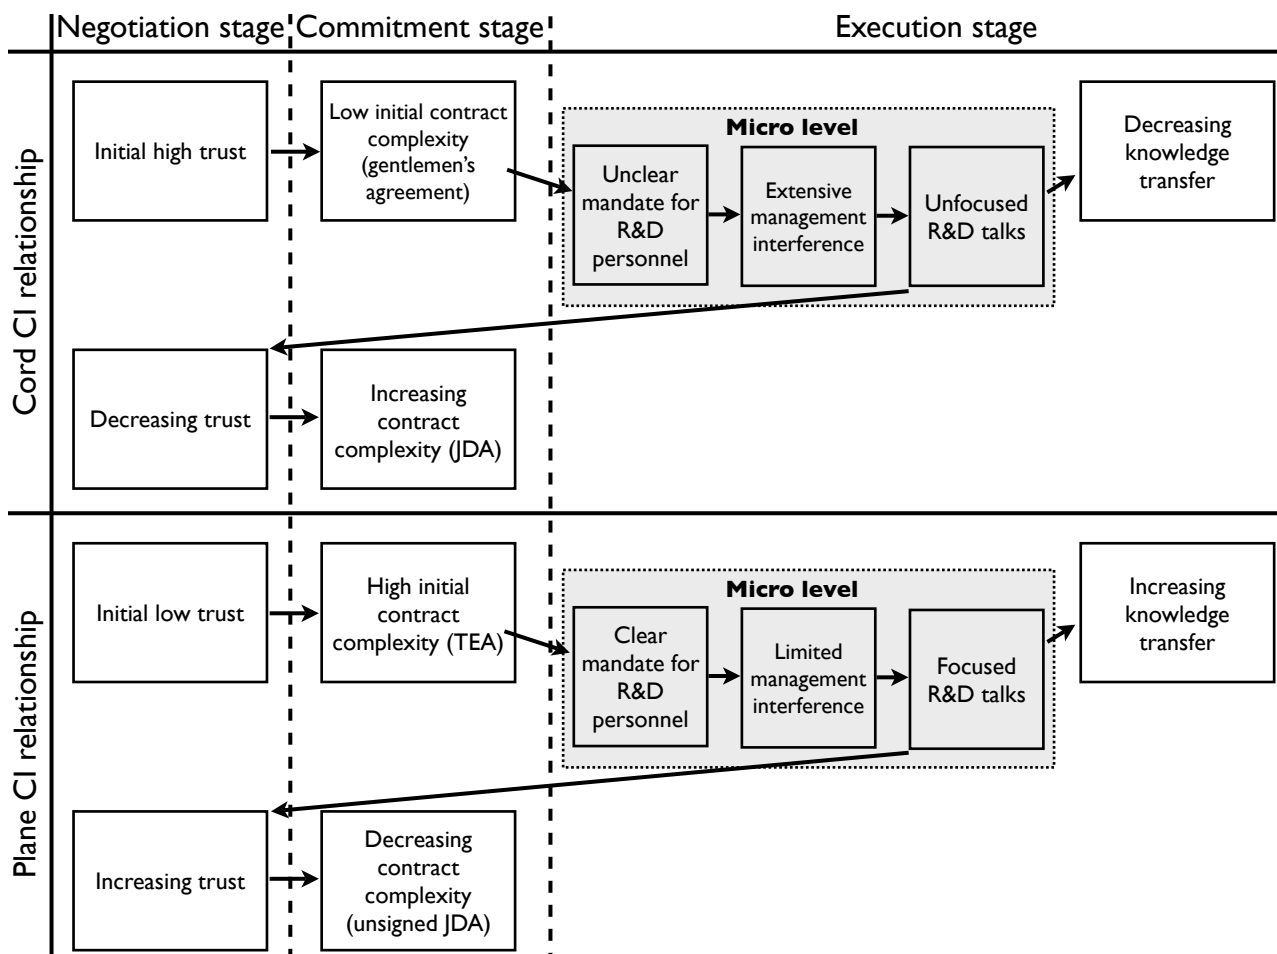 Negotiation stage
Commitment stage
Execution stage
Cord CI relationship
Initial high trust
Low initial contract
complexity
(gentlemen's
agreement)
Micro level
Unclear
mandate for
R&D
personnel
Extensive
management
interference
Unfocused
R&D talks
Decreasing
knowledge
transfer
Decreasing trust
Increasing
contract
complexity (JDA)
Plane CI relationship
Initial low trust
High initial
contract
complexity (TEA)
Micro level
Clear
mandate for
R&D
personnel
Limited
management
interference
Focused
R&D talks
Increasing
knowledge
transfer
Increasing trust
Decreasing
contract
complexity
(unsigned JDA)